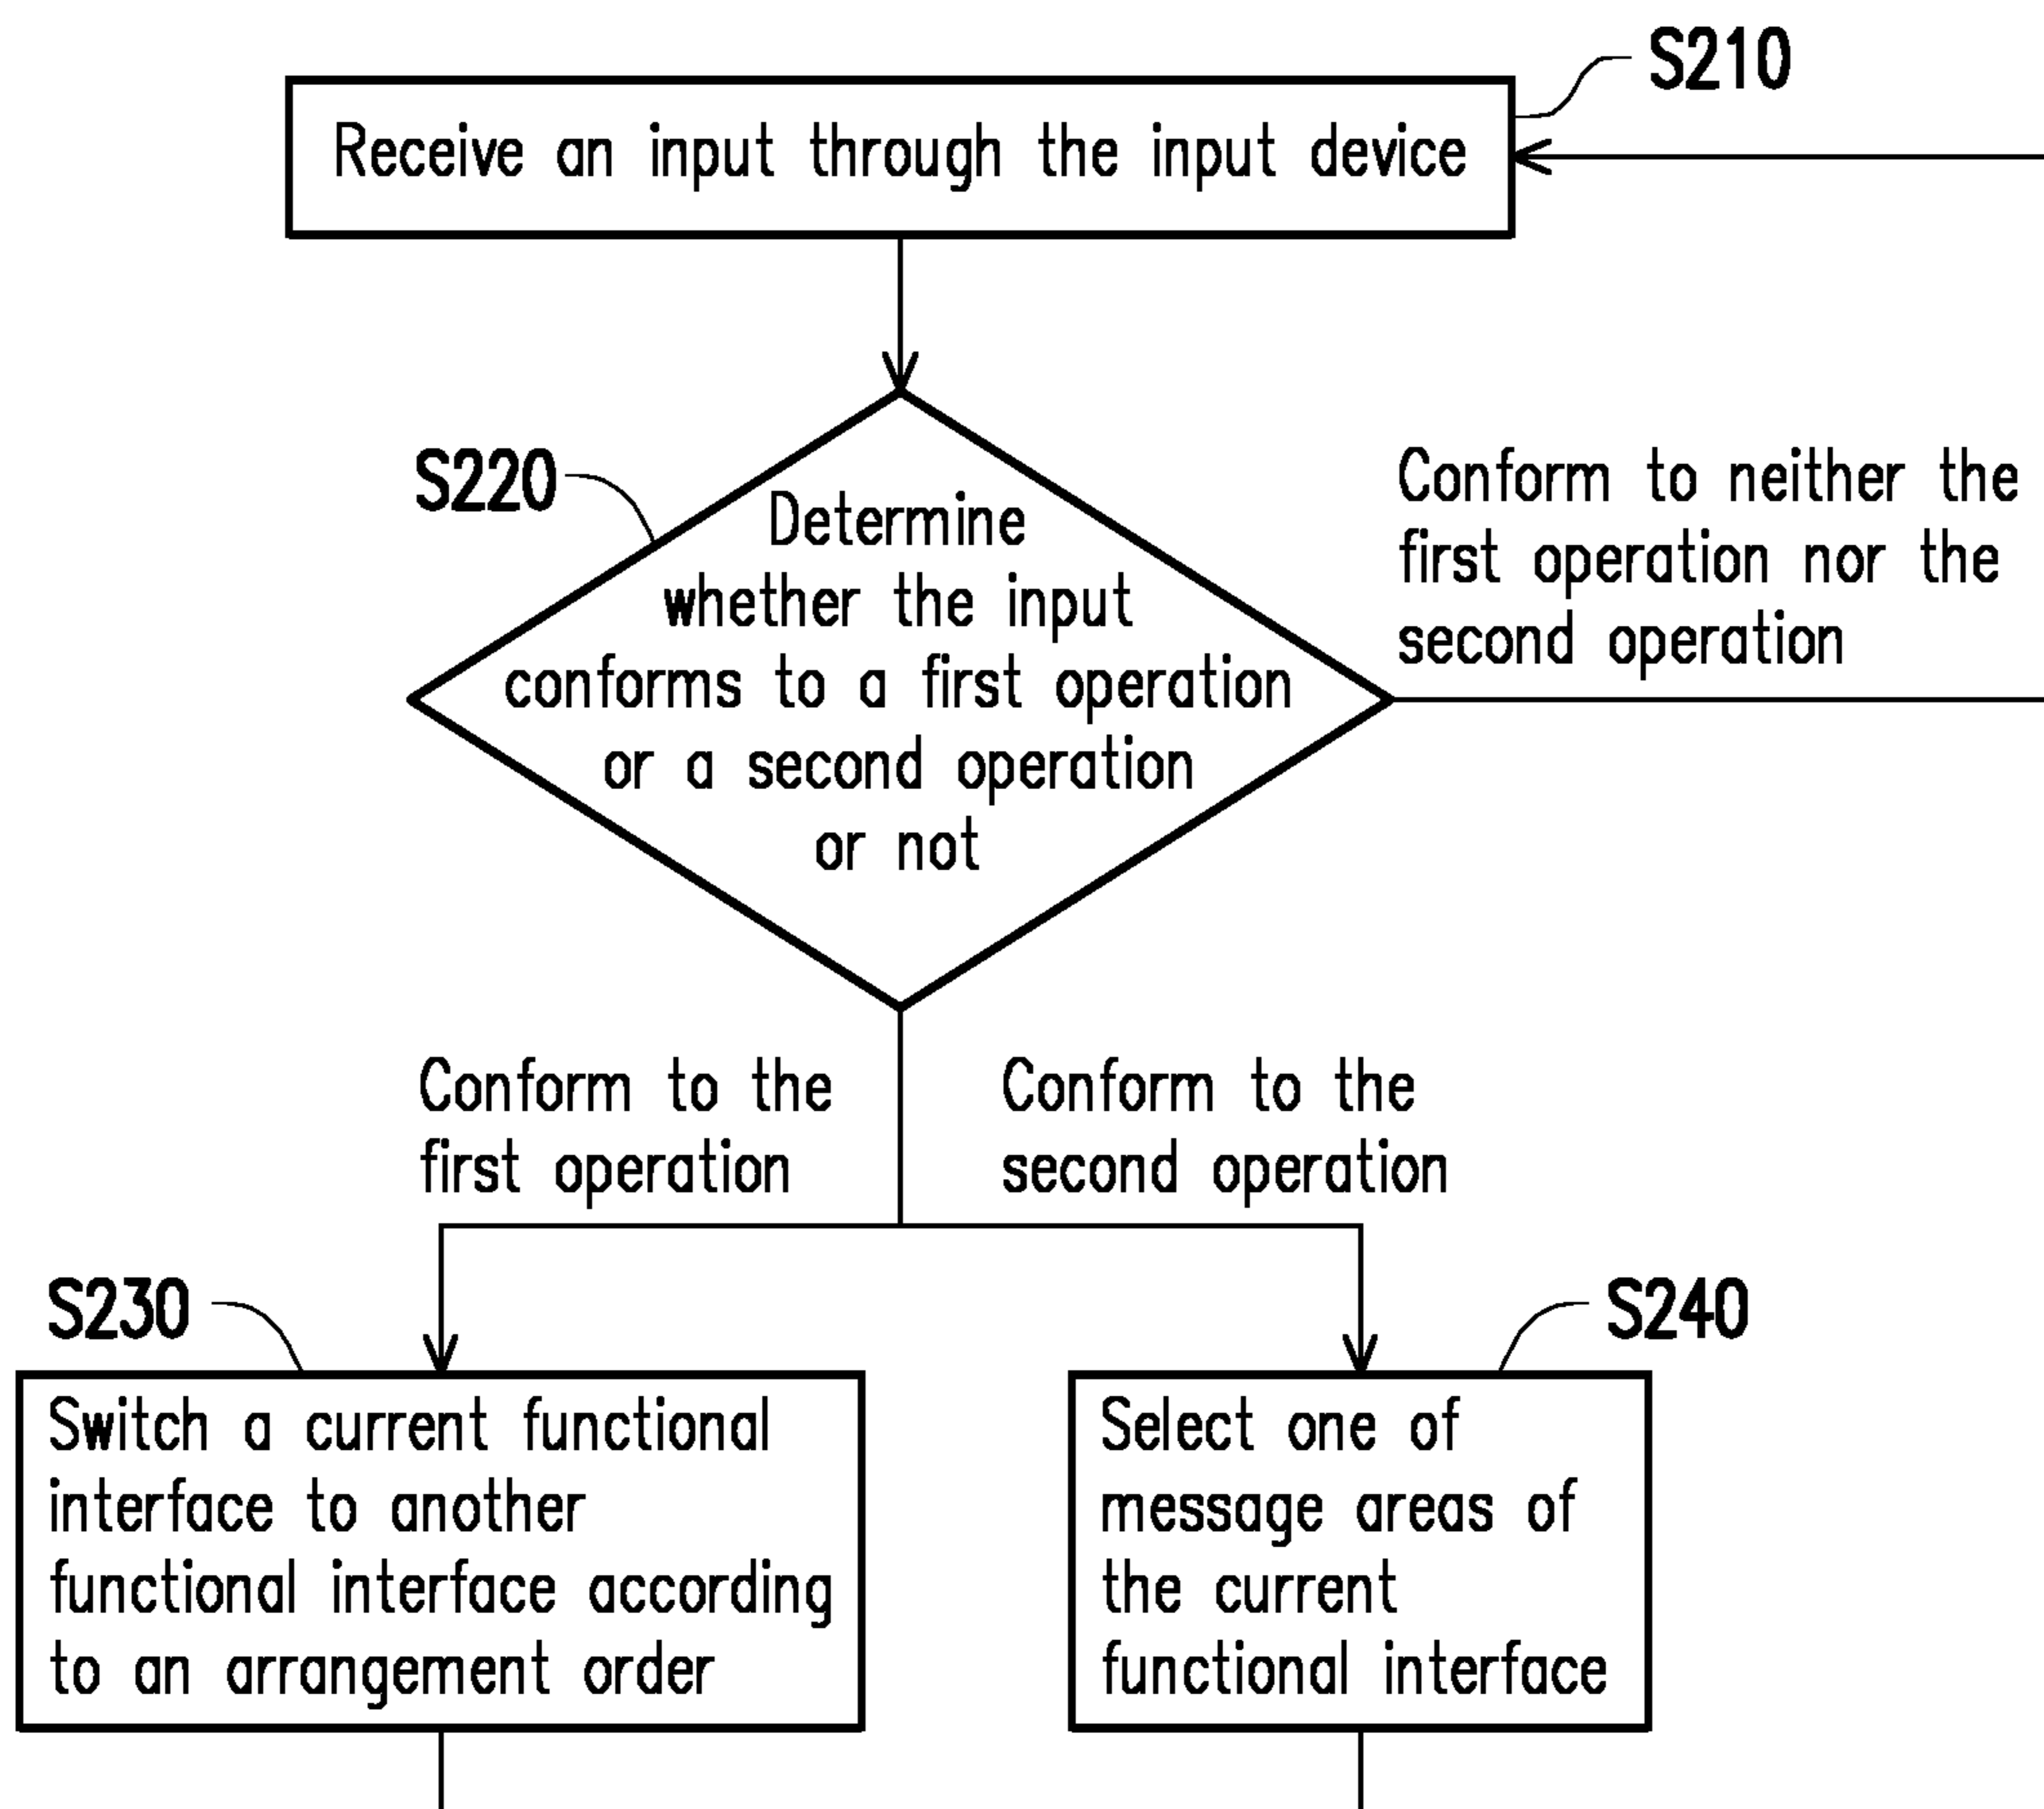 S210
Receive an input through the input device
S220
Determine
whether the input
conforms to a first operation
or a second operation
or not
Conform to neither the
first operation nor the
second operation
Conform to the
first operation
Conform to the
second operation
S230
Switch a current functional
interface to another
functional interface according
to an arrangement order
S240
Select one of
message areas of
the current
functional interface